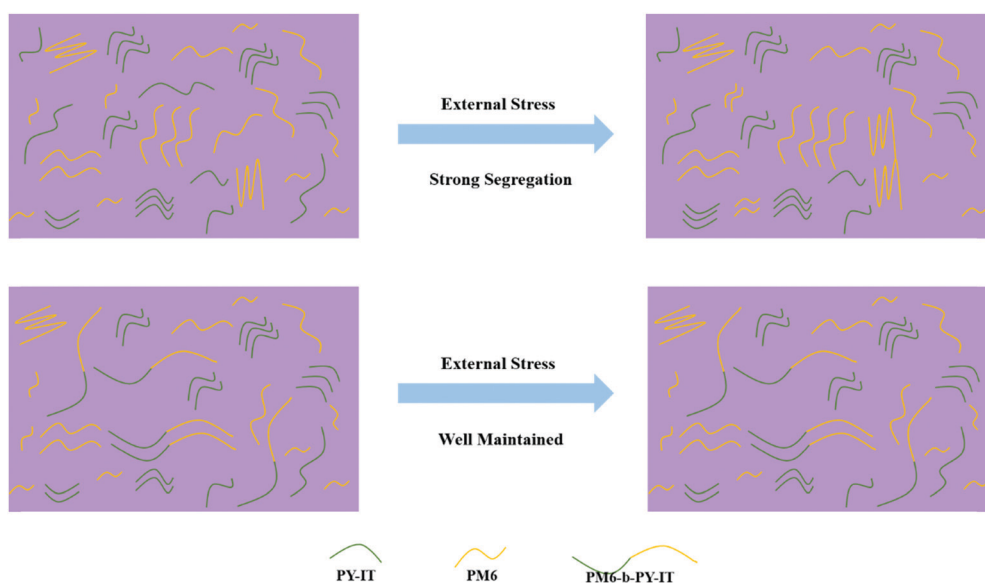 External Stress
Strong Segregation
External Stress
Well Maintained
PY-IT
PM6
PM6-b-PY-IT